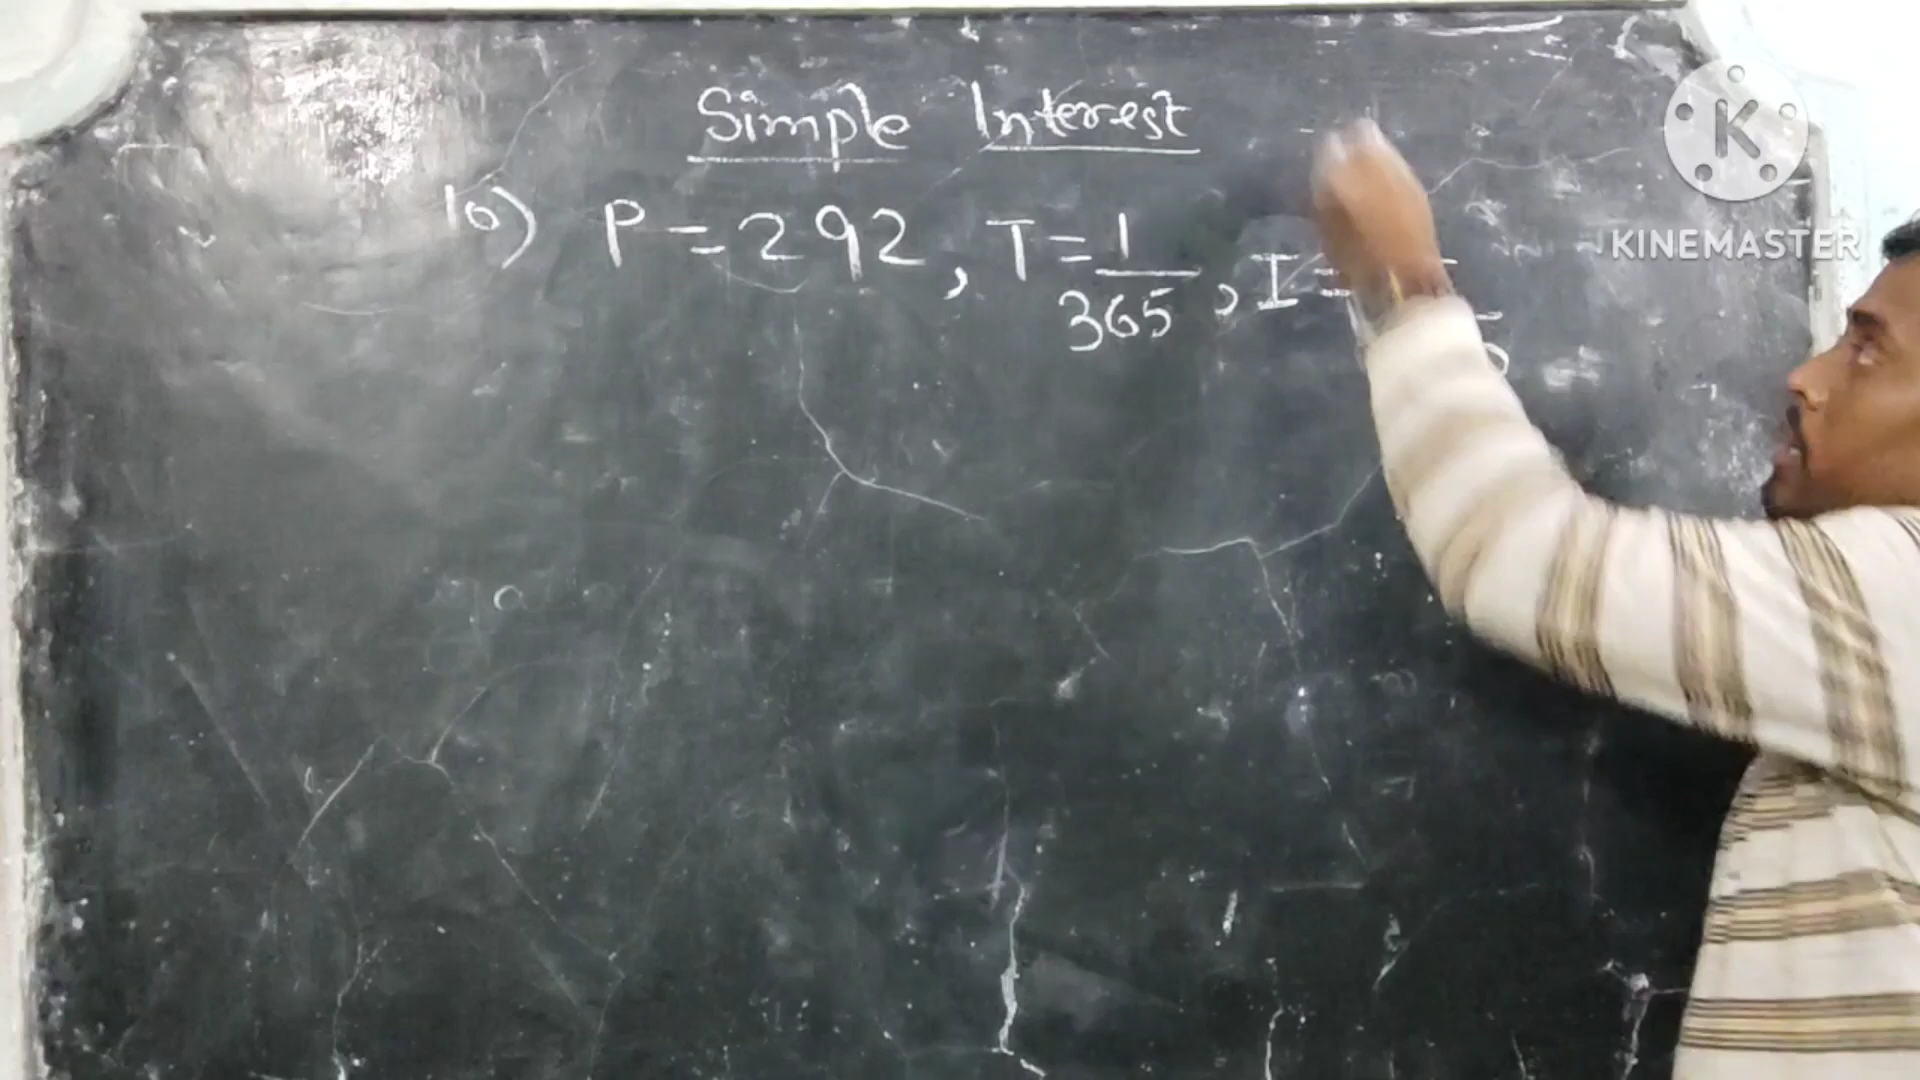 Simple Interest
10) P = 292, T = 1/365, I =
K
KINEMASTER